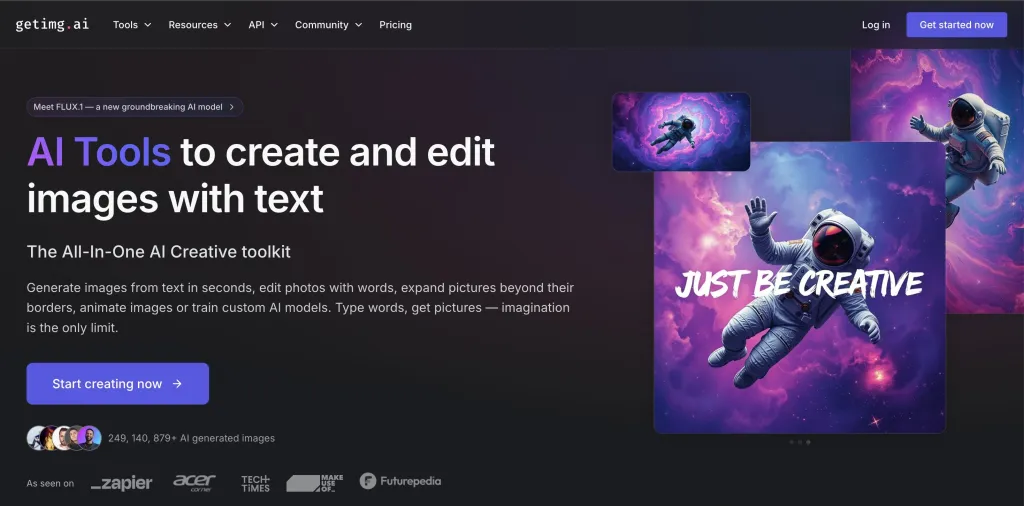 getimg.ai
Tools
Resources
API
Community
Pricing
Log in
Get started now
Meet FLUX.1 — a new groundbreaking AI model
AI Tools to create and edit
images with text
The All-In-One AI Creative toolkit
Generate images from text in seconds, edit photos with words, expand pictures beyond their
borders, animate images or train custom AI models. Type words, get pictures — imagination
is the only limit.
Start creating now
249, 140, 879+ AI generated images
As seen on
_zapier
acer
corner
TECH
TiMES
MAKE
USE
OF_
Futurepedia
JUST BE CREATIVE